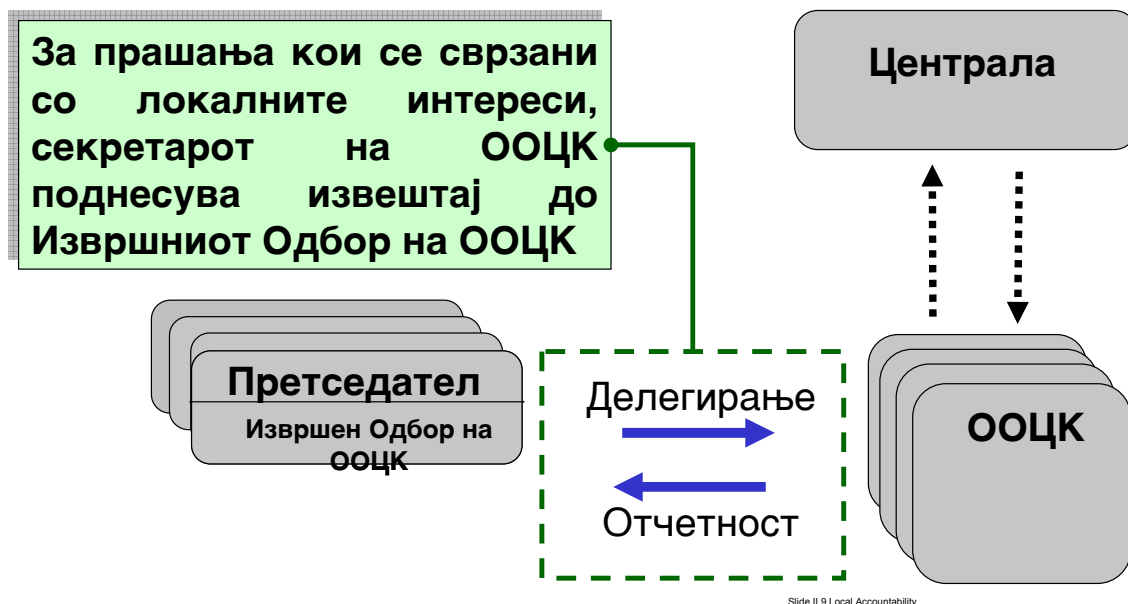 За прашања кои се сврзани
со локалните интереси,
секретарот на ООЦК
поднесува извештај до
Извршниот Одбор на ООЦК
Централа
Претседател
Извршен Одбор на
ООЦК
Делегирање
Отчетност
ООЦК
Slide II.9 Local Accountability